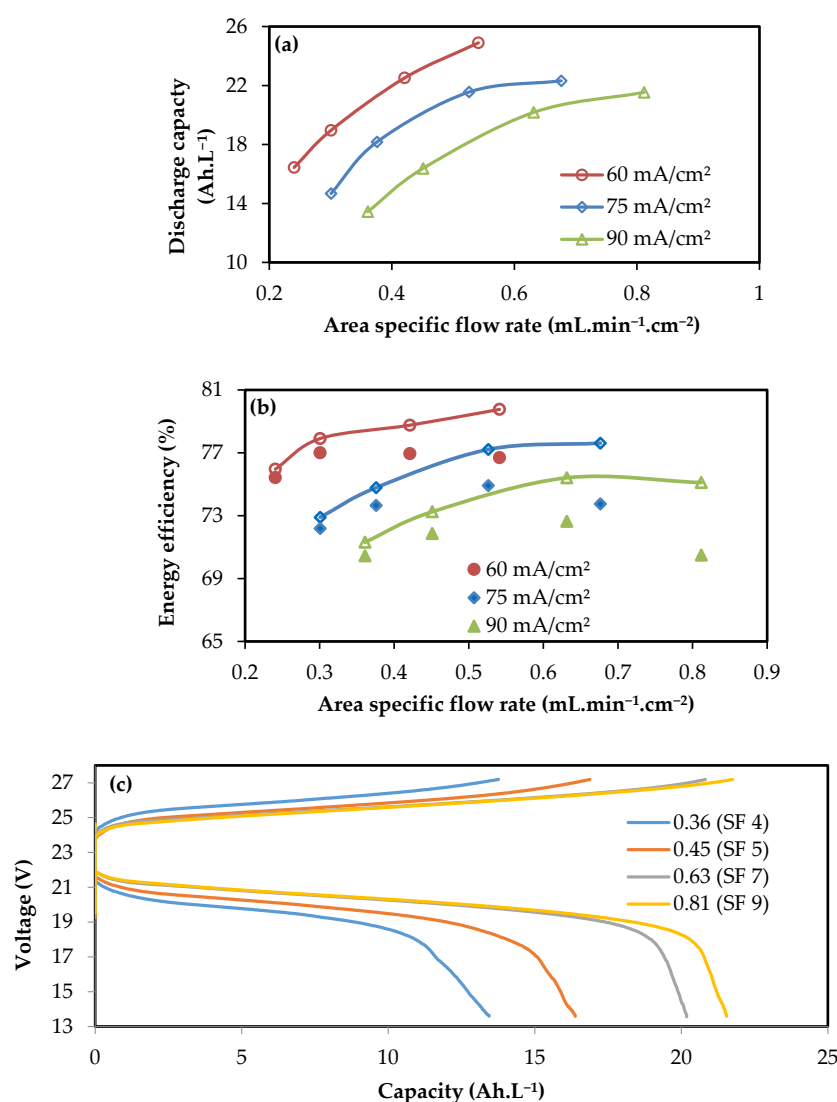 (a)
Discharge capacty
(Ah.L⁻¹)
26
22
18
14
10
60 mA/cm²
75 mA/cm²
90 mA/cm²
0.2
0.4
0.6
0.8
1
Area specific flow rate (mL.min⁻¹.cm⁻²)
(b)
Energy efficiency (%)
81
77
73
69
65
60 mA/cm²
75 mA/cm²
90 mA/cm²
0.2
0.3
0.4
0.5
0.6
0.7
0.8
0.9
Area specific flow rate (mL.min⁻¹.cm⁻²)
(c)
Voltage (V)
27
25
23
21
19
17
15
13
0.36 (SF 4)
0.45 (SF 5)
0.63 (SF 7)
0.81 (SF 9)
0
5
10
15
20
25
Capacity (Ah.L⁻¹)